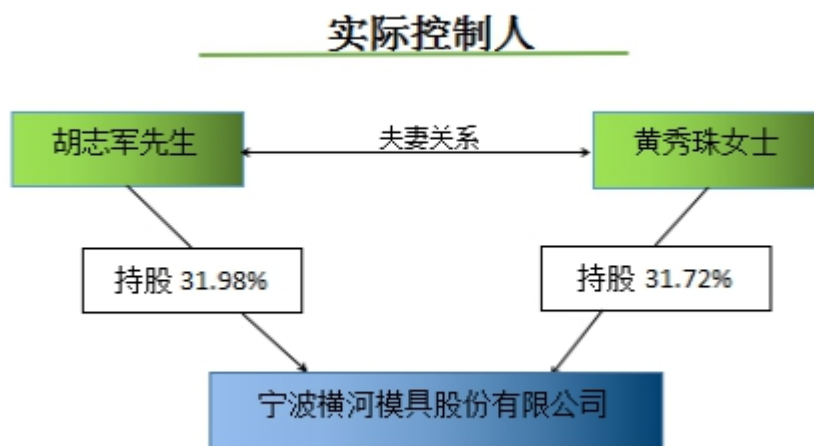 实际控制人
胡志军先生
夫妻关系
黄秀珠女士
持股 31.98%
持股 31.72%
宁波横河模具股份有限公司